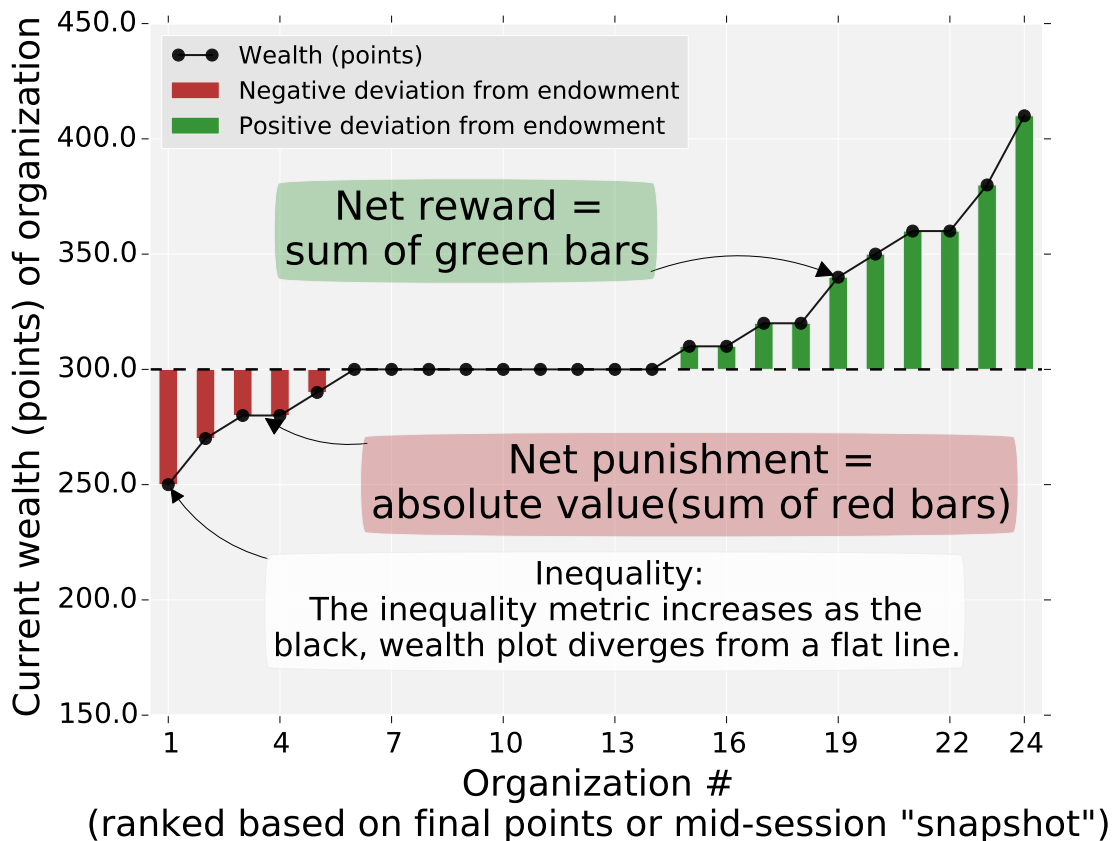 450.0
400.0
350.0
300.0
250.0
200.0
150.0
Current wealth (points) of organization
Wealth (points)
Negative deviation from endowment
Positive deviation from endowment
Net reward =
sum of green bars
Net punishment =
absolute value(sum of red bars)
Inequality:
The inequality metric increases as the
black, wealth plot diverges from a flat line.
1 4 7 10 13 16 19 22 24
Organization #
(ranked based on final points or mid-session "snapshot")